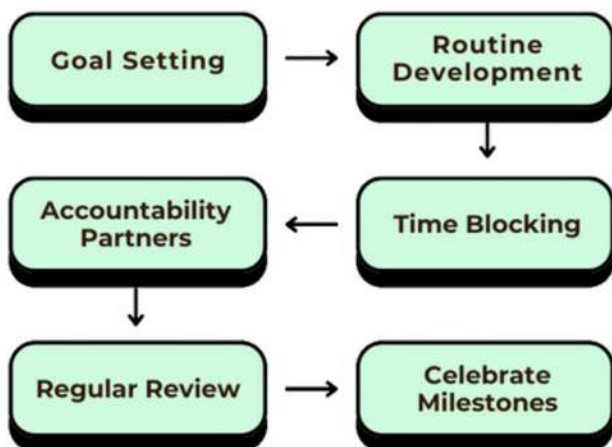 Goal Setting
Routine
Development
Time Blocking
Accountability
Partners
Regular Review
Celebrate
Milestones